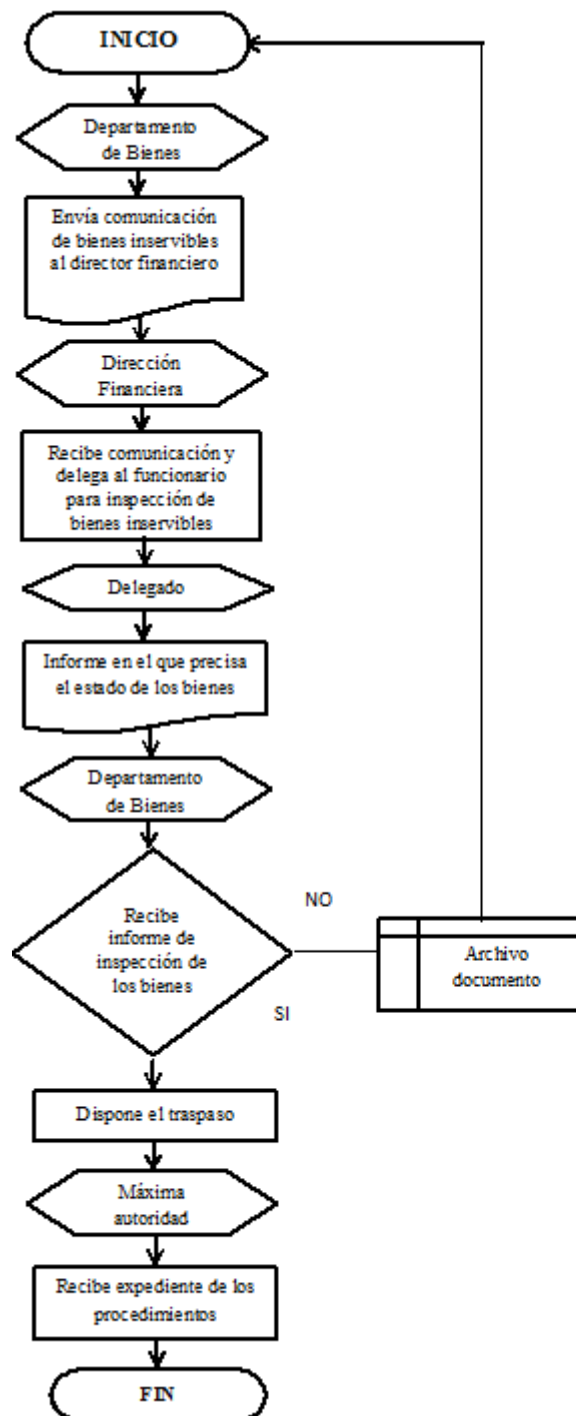 INICIO
Departamento
de Bienes
Envía comunicación
de bienes inservibles
al director financiero
Dirección
Financiera
Recibe comunicación y
delega al funcionario
para inspección de
bienes inservibles
Delegado
Informe en el que precisa
el estado de los bienes
Departamento
de Bienes
Recibe
informe de
inspección de
los bienes
NO
Archivo
documento
SI
Dispone el traspaso
Máxima
autoridad
Recibe expediente de los
procedimientos
FIN